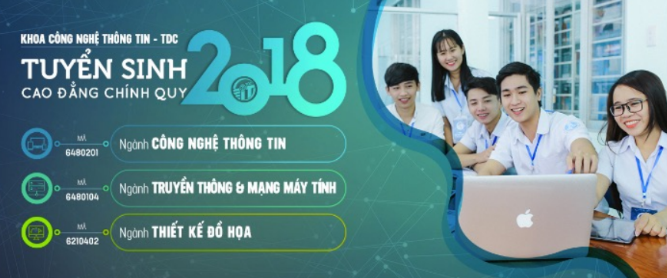 KHOA CÔNG NGHỆ THÔNG TIN - TDC
TUYỂN SINH
CAO ĐẲNG CHÍNH QUY
2018
IT
MÃ
6480201
Ngành CÔNG NGHỆ THÔNG TIN
MÃ
6480104
Ngành TRUYỀN THÔNG & MẠNG MÁY TÍNH
MÃ
6210402
Ngành THIẾT KẾ ĐỒ HỌA